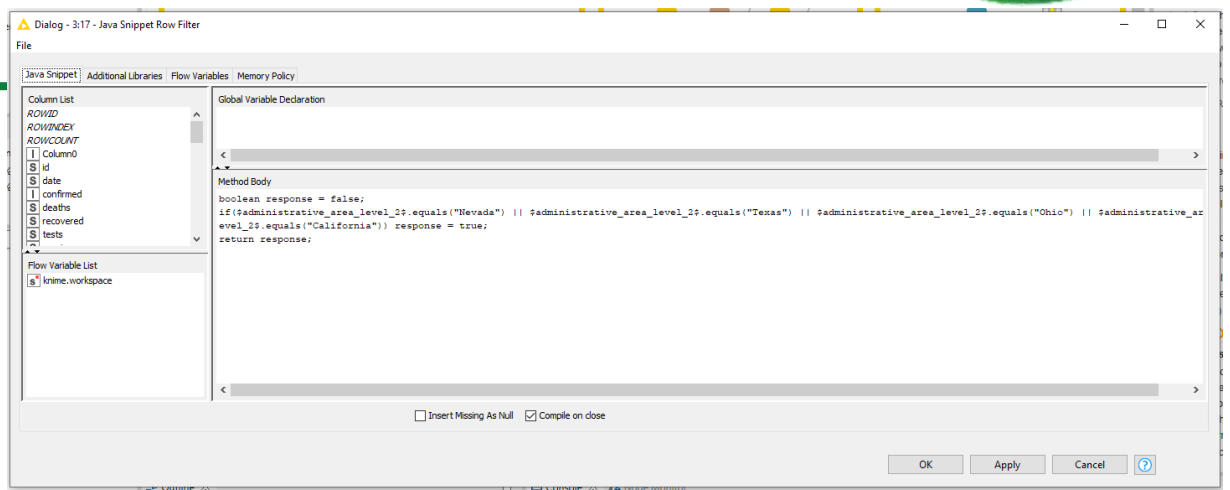 Dialog - 3:17 - Java Snippet Row Filter
File
Java Snippet Additional Libraries Flow Variables Memory Policy
Column List
ROWID
ROWINDEX
ROWCOUNT
I Column0
S id
S date
I confirmed
S deaths
S recovered
S tests
Flow Variable List
s knime.workspace
Global Variable Declaration
Method Body
boolean response = false;
if($administrative_area_level_2$.equals("Nevada") || $administrative_area_level_2$.equals("Texas") || $administrative_area_level_2$.equals("Ohio") || $administrative_ar
evel_2$.equals("California")) response = true;
return response;
Insert Missing As Null Compile on close
OK Apply Cancel ?